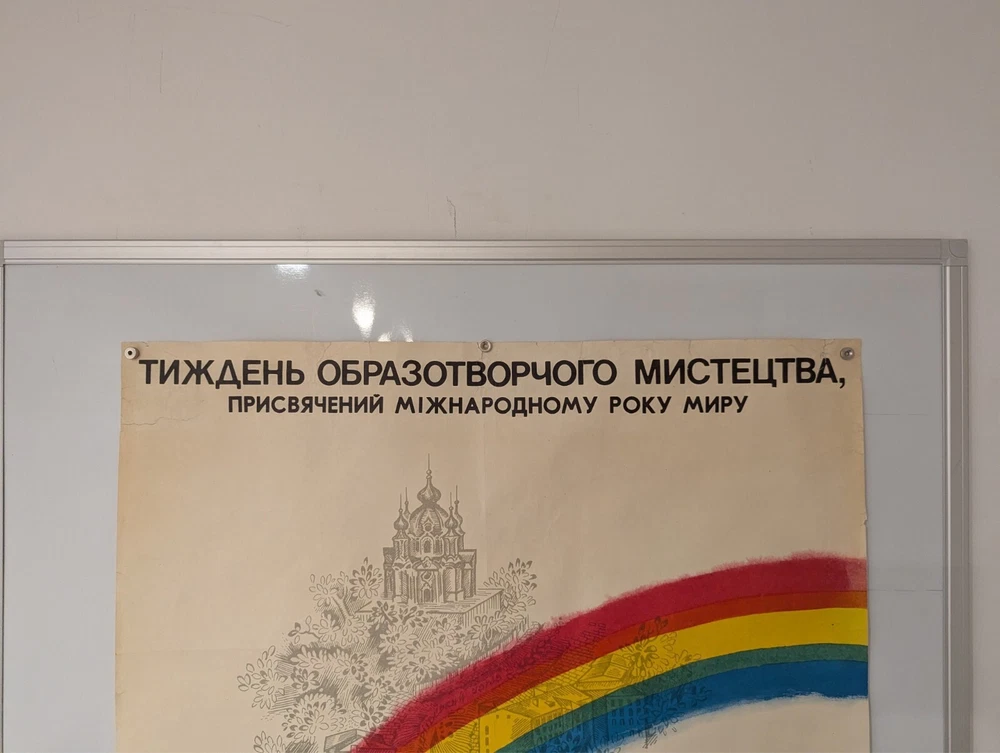 ТИЖДЕНЬ ОБРАЗОТВОРЧОГО МИСТЕЦТВА,
ПРИСВЯЧЕНИЙ МІЖНАРОДНОМУ РОКУ МИРУ